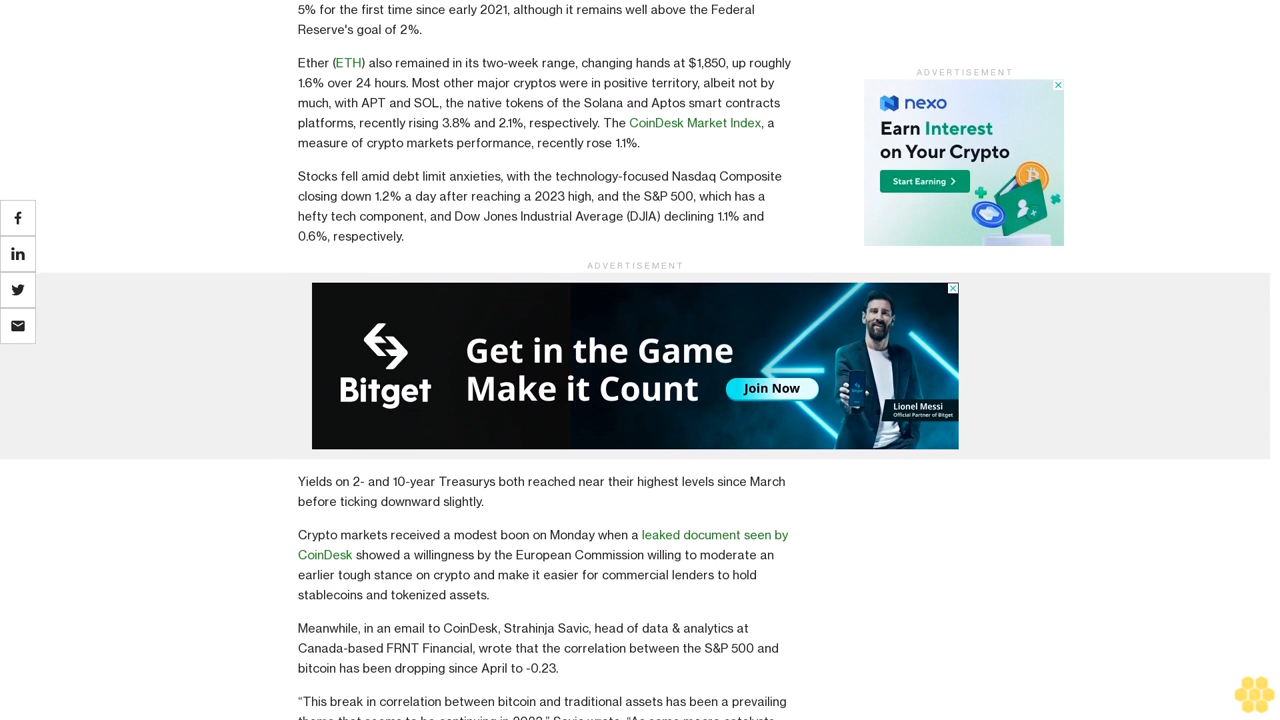 5% for the first time since early 2021, although it remains well above the Federal
Reserve's goal of 2%.
Ether (ETH) also remained in its two-week range, changing hands at $1,850, up roughly
1.6% over 24 hours. Most other major cryptos were in positive territory, albeit not by
much, with APT and SOL, the native tokens of the Solana and Aptos smart contracts
platforms, recently rising 3.8% and 2.1%, respectively. The CoinDesk Market Index, a
measure of crypto markets performance, recently rose 1.1%.
Stocks fell amid debt limit anxieties, with the technology-focused Nasdaq Composite
closing down 1.2% a day after reaching a 2023 high, and the S&P 500, which has a
hefty tech component, and Dow Jones Industrial Average (DJIA) declining 1.1% and
0.6%, respectively.
ADVERTISEMENT
nexo
Earn Interest
on Your Crypto
Start Earning
ADVERTISEMENT
Bitget
Get in the Game
Make it Count
Join Now
Lionel Messi
Official Partner of Bitget
Yields on 2- and 10-year Treasurys both reached near their highest levels since March
before ticking downward slightly.
Crypto markets received a modest boon on Monday when a leaked document seen by
CoinDesk showed a willingness by the European Commission willing to moderate an
earlier tough stance on crypto and make it easier for commercial lenders to hold
stablecoins and tokenized assets.
Meanwhile, in an email to CoinDesk, Strahinja Savic, head of data & analytics at
Canada-based FRNT Financial, wrote that the correlation between the S&P 500 and
bitcoin has been dropping since April to -0.23.
“This break in correlation between bitcoin and traditional assets has been a prevailing